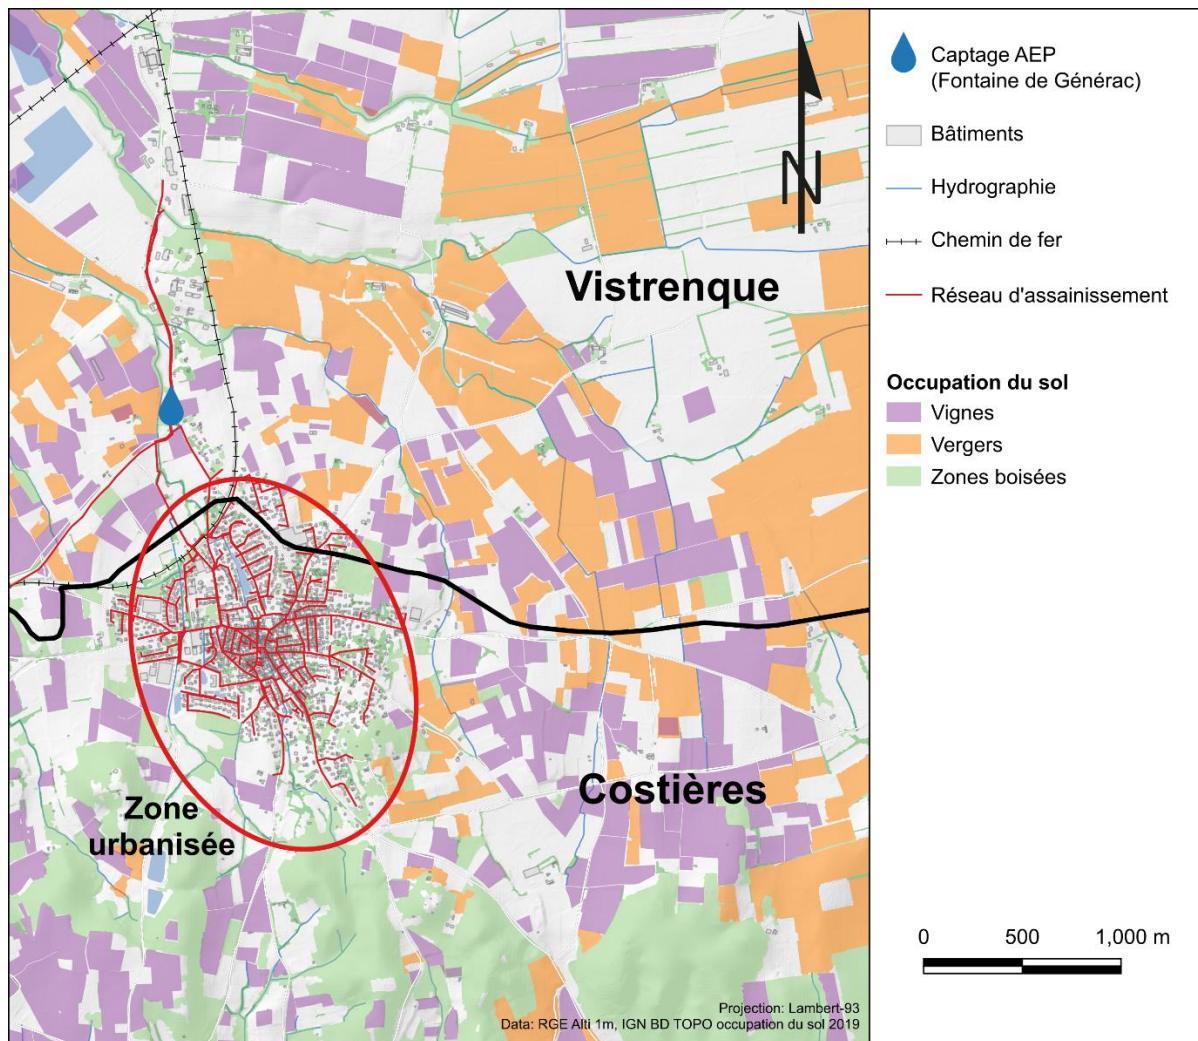 Captage AEP
(Fontaine de Générac)
Bâtiments
Hydrographie
Chemin de fer
Réseau d'assainissement
Occupation du sol
Vignes
Vergers
Zones boisées
N
Vistrenque
Costières
Zone
urbanisée
0 500 1,000 m
Projection: Lambert-93
Data: RGE Alti 1m, IGN BD TOPO occupation du sol 2019